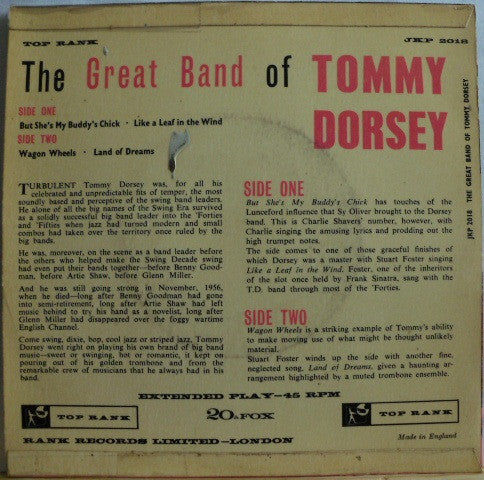 TOP RANK
JKP 2018
The Great Band of TOMMY
DORSEY
SIDE ONE
But She's My Buddy's Chick · Like a Leaf in the Wind
SIDE TWO
Wagon Wheels · Land of Dreams
TURBULENT Tommy Dorsey was, for all his
celebrated and unpredictable fits of temper, the most
soundly based and perceptive of the swing band leaders.
He alone of all the big names of the Swing Era survived
as a solidly successful big band leader into the 'Forties
and 'Fifties when jazz had turned modern and small
combos had taken over the territory once ruled by the
big bands.
He was, moreover, on the scene as a band leader before
the others who helped make the Swing Decade swing
had even put their bands together—before Benny Good-
man, before Artie Shaw, before Glenn Miller.
And he was still going strong in November, 1956,
when he died—long after Benny Goodman had gone
into semi-retirement, long after Artie Shaw had left
music behind to try his hand as a novelist, long after
Glenn Miller had disappeared over the foggy wartime
English Channel.
Come swing, dixie, bop, cool jazz or striped jazz, Tommy
Dorsey went right on playing his own brand of big band
music—sweet or swinging, hot or romantic, it kept on
pouring out of his golden trombone and from the
remarkable crew of musicians that he always had in his
band.
SIDE ONE
But She's My Buddy's Chick has touches of the
Lunceford influence that Sy Oliver brought to the Dorsey
band. This is Charlie Shavers' number, however, with
Charlie singing the amusing lyrics and prodding out the
high trumpet notes.
The side comes to one of those graceful finishes of
which Dorsey was a master with Stuart Foster singing
Like a Leaf in the Wind. Foster, one of the inheritors
of the slot once held by Frank Sinatra, sang with the
T.D. band through most of the 'Forties.
SIDE TWO
Wagon Wheels is a striking example of Tommy's ability
to make moving use of what might be thought unlikely
material.
Stuart Foster winds up the side with another fine,
neglected song, Land of Dreams, given a haunting ar-
rangement highlighted by a muted trombone ensemble.
EXTENDED PLAY—45 RPM
TOP RANK
20th FOX
TOP RANK
RANK RECORDS LIMITED—LONDON
Made in England
JKP 2018 THE GREAT BAND OF TOMMY DORSEY